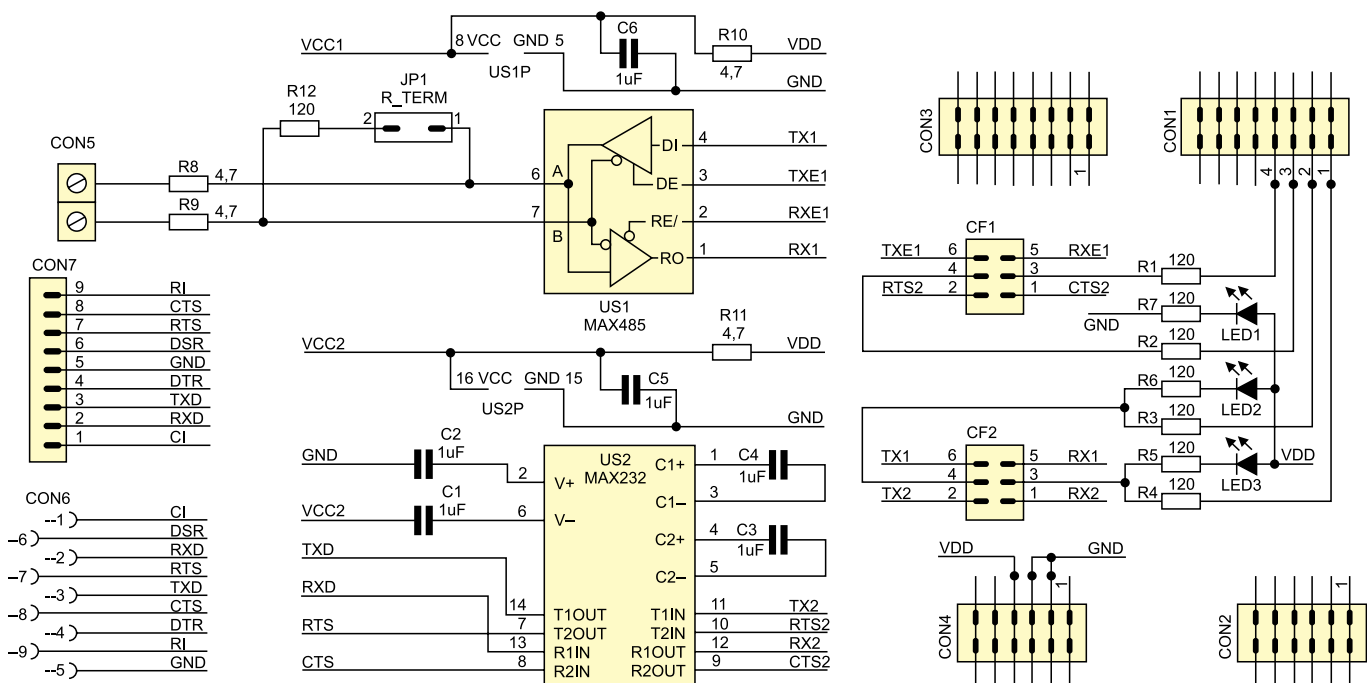 VCC1
8 VCC GND 5
US1P
C6
1uF
R10
4,7
VDD
GND
JP1
R_TERM
2 1
R12
120
CON5
R8
4,7
R9
4,7
6 A
7 B
DI 4 TX1
DE 3 TXE1
RE/ 2 RXE1
RO 1 RX1
US1
MAX485
CON7
9 RI
8 CTS
7 RTS
6 DSR
5 GND
4 DTR
3 TXD
2 RXD
1 CI
VCC2
16 VCC GND 15
US2P
C5
1uF
R11
4,7
VDD
GND
CON6
--1 CI
–6 DSR
--2 RXD
–7 RTS
--3 TXD
–8 CTS
--4 DTR
–9 RI
--5 GND
GND
C2
1uF
2 V+
VCC2
C1
1uF
6 V–
TXD
RXD
RTS
CTS
14 T1OUT
7 T2OUT
13 R1IN
8 R2IN
US2
MAX232
C1+ 1
C4
1uF
C1– 3
C2+ 4
C3
1uF
C2– 5
T1IN 11 TX2
T2IN 10 RTS2
R1OUT 12 RX2
R2OUT 9 CTS2
CON3
1
CON1
4 3 2 1
CF1
TXE1 6 5 RXE1
4 3
RTS2 2 1 CTS2
R1 120
R7 120
GND
LED1
R2 120
R6 120
LED2
R3 120
CF2
TX1 6 5 RX1
4 3
TX2 2 1 RX2
R5 120
LED3
VDD
R4 120
VDD
GND
1
CON4
1
CON2